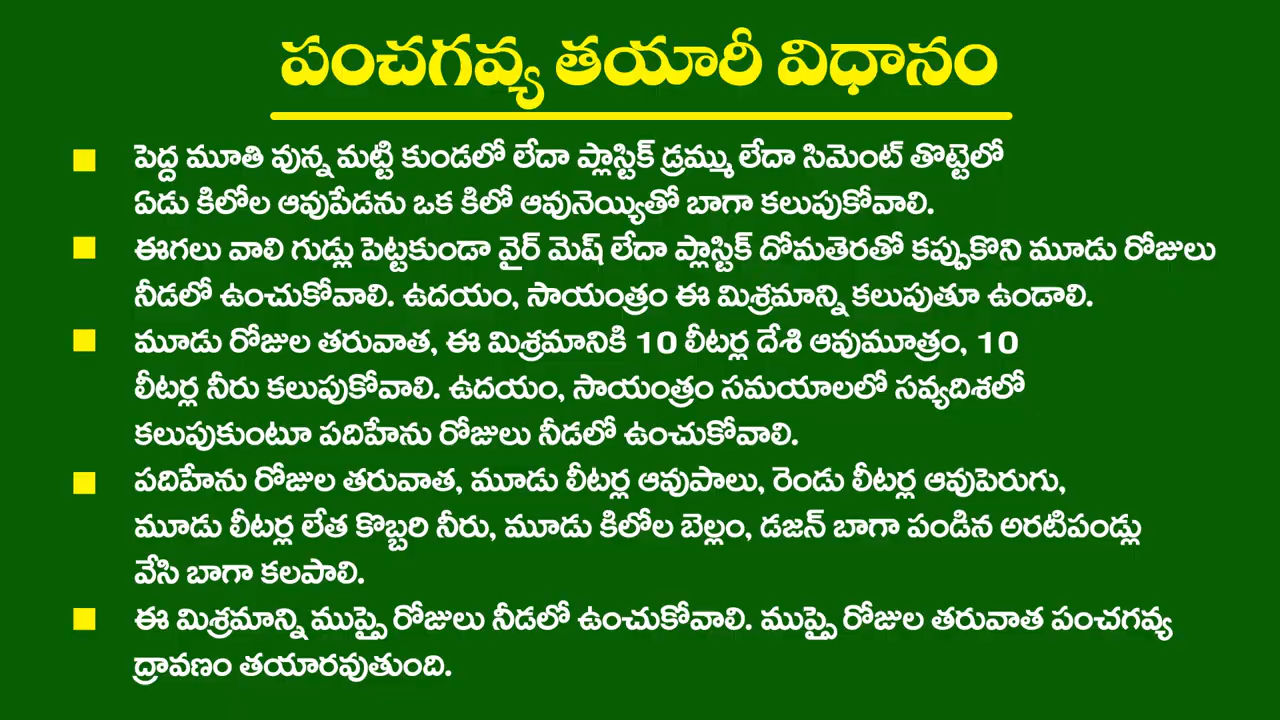 పంచగవ్య తయారీ విధానం
పెద్ద మూతి వున్న మట్టి కుండలో లేదా ప్లాస్టిక్ డ్రమ్ము లేదా సిమెంట్ తొట్టెలో
ఏడు కిలోల ఆవుపేడను ఒక కిలో ఆవునెయ్యితో బాగా కలుపుకోవాలి.
ఈగలు వాలి గుడ్లు పెట్టకుండా వైర్ మెష్ లేదా ప్లాస్టిక్ దోమతెరతో కప్పుకొని మూడు రోజులు
నీడలో ఉంచుకోవాలి. ఉదయం, సాయంత్రం ఈ మిశ్రమాన్ని కలుపుతూ ఉండాలి.
మూడు రోజుల తరువాత, ఈ మిశ్రమానికి 10 లీటర్ల దేశి ఆవుమూత్రం, 10
లీటర్ల నీరు కలుపుకోవాలి. ఉదయం, సాయంత్రం సమయాలలో సవ్యదిశలో
కలుపుకుంటూ పదిహేను రోజులు నీడలో ఉంచుకోవాలి.
పదిహేను రోజుల తరువాత, మూడు లీటర్ల ఆవుపాలు, రెండు లీటర్ల ఆవుపెరుగు,
మూడు లీటర్ల లేత కొబ్బరి నీరు, మూడు కిలోల బెల్లం, డజన్ బాగా పండిన అరటిపండ్లు
వేసి బాగా కలపాలి.
ఈ మిశ్రమాన్ని ముప్పై రోజులు నీడలో ఉంచుకోవాలి. ముప్పై రోజుల తరువాత పంచగవ్య
ద్రావణం తయారవుతుంది.